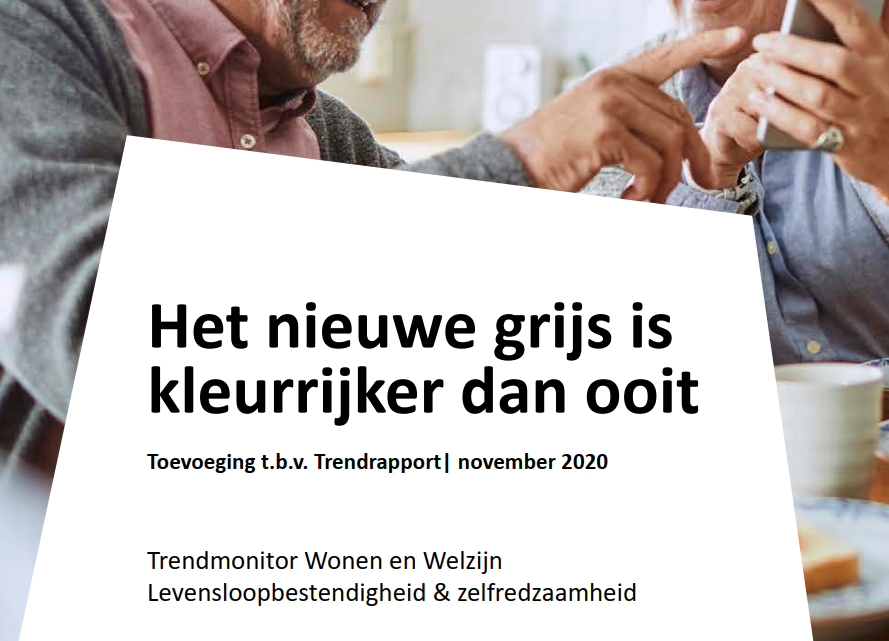 Het nieuwe grijs is
kleurrijker dan ooit
Toevoeging t.b.v. Trendrapport| november 2020
Trendmonitor Wonen en Welzijn
Levensloopbestendigheid & zelfredzaamheid